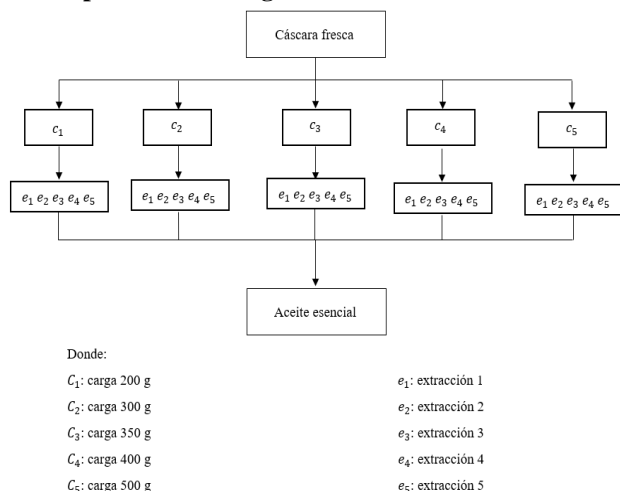 Cáscara fresca
c1 c2 c3 c4 c5
e1 e2 e3 e4 e5 e1 e2 e3 e4 e5 e1 e2 e3 e4 e5 e1 e2 e3 e4 e5 e1 e2 e3 e4 e5
Aceite esencial
Donde:
C1: carga 200 g e1: extracción 1
C2: carga 300 g e2: extracción 2
C3: carga 350 g e3: extracción 3
C4: carga 400 g e4: extracción 4
C5: carga 500 g e5: extracción 5